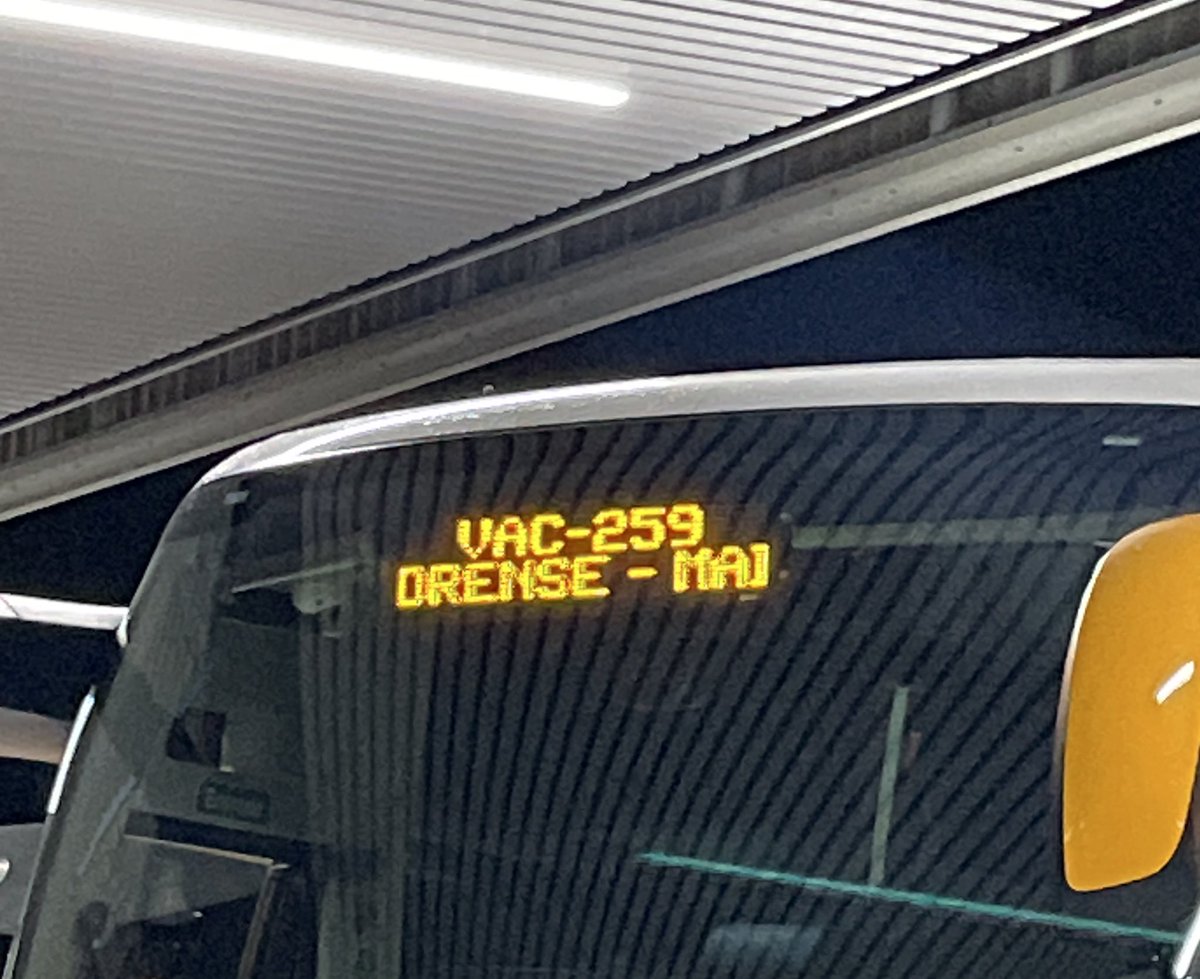 VAC-259
ORENSE - MAD